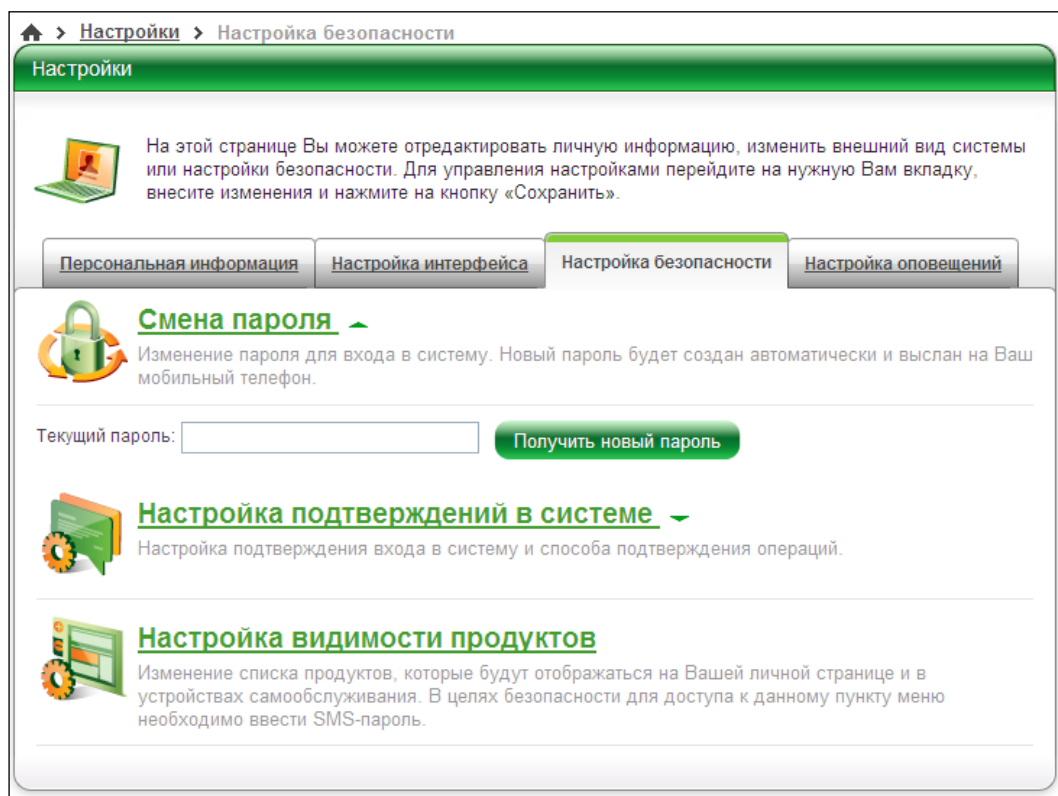 > Настройки > Настройка безопасности
Настройки
На этой странице Вы можете отредактировать личную информацию, изменить внешний вид системы
или настройки безопасности. Для управления настройками перейдите на нужную Вам вкладку,
внесите изменения и нажмите на кнопку «Сохранить».
Персональная информация Настройка интерфейса Настройка безопасности Настройка оповещений
Смена пароля
Изменение пароля для входа в систему. Новый пароль будет создан автоматически и выслан на Ваш
мобильный телефон.
Текущий пароль: Получить новый пароль
Настройка подтверждений в системе
Настройка подтверждения входа в систему и способа подтверждения операций.
Настройка видимости продуктов
Изменение списка продуктов, которые будут отображаться на Вашей личной странице и в
устройствах самообслуживания. В целях безопасности для доступа к данному пункту меню
необходимо ввести SMS-пароль.